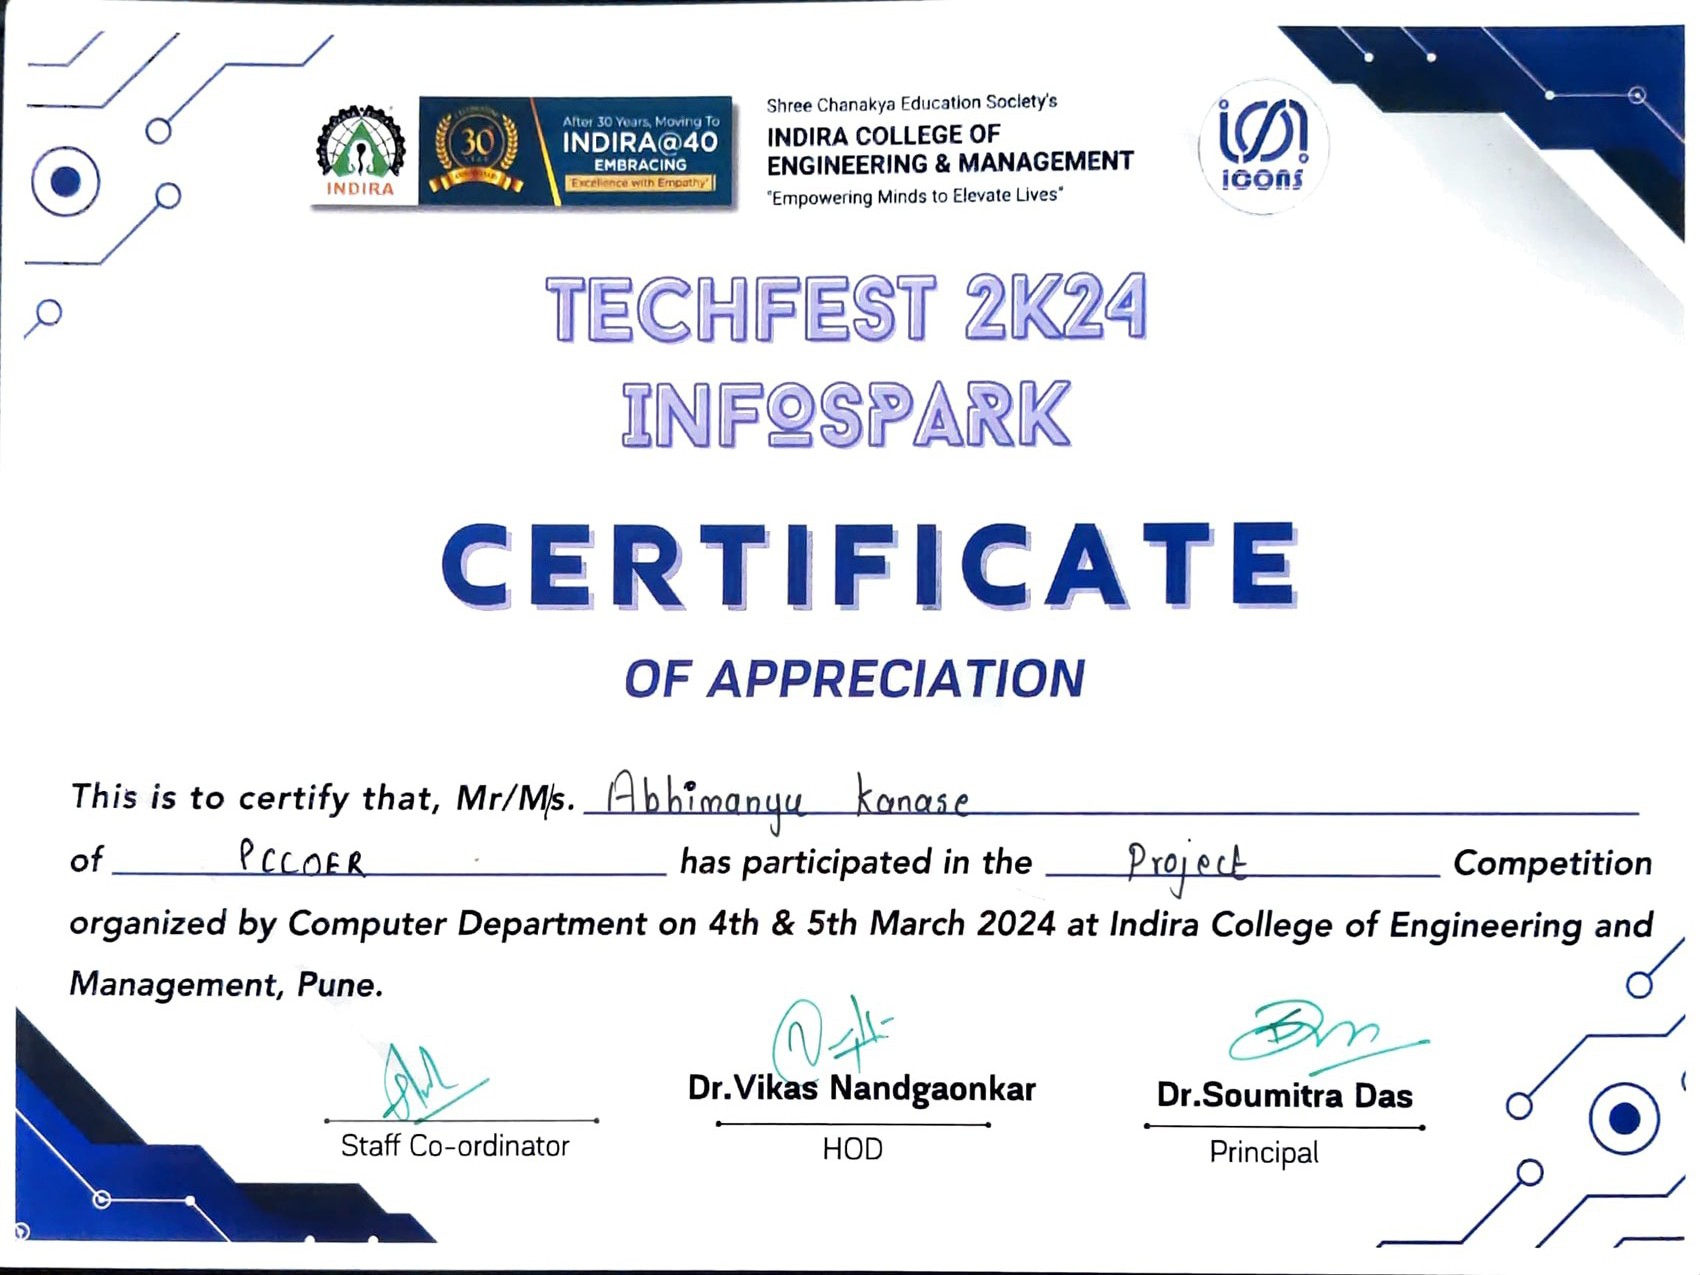 INDIRA
30
After 30 Years, Moving To
INDIRA@40
EMBRACING
"Excellence with Empathy"
Shree Chanakya Education Society's
INDIRA COLLEGE OF
ENGINEERING & MANAGEMENT
"Empowering Minds to Elevate Lives"
icons
TECHFEST 2K24
INFOSPARK
CERTIFICATE
OF APPRECIATION
This is to certify that, Mr/Ms. Abhimanyu Kanase
of PCCOER has participated in the Project Competition
organized by Computer Department on 4th & 5th March 2024 at Indira College of Engineering and
Management, Pune.
Dr.Vikas Nandgaonkar
Dr.Soumitra Das
Staff Co-ordinator
HOD
Principal